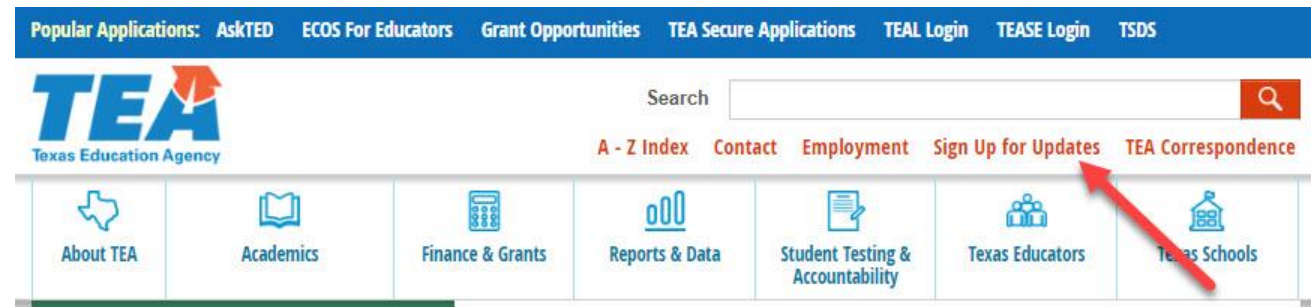 Popular Applications: AskTED ECOS For Educators Grant Opportunities TEA Secure Applications TEAL Login TEASE Login TSDS
TEA
Texas Education Agency
Search
A - Z Index Contact Employment Sign Up for Updates TEA Correspondence
About TEA Academics Finance & Grants Reports & Data Student Testing & Accountability Texas Educators Texas Schools